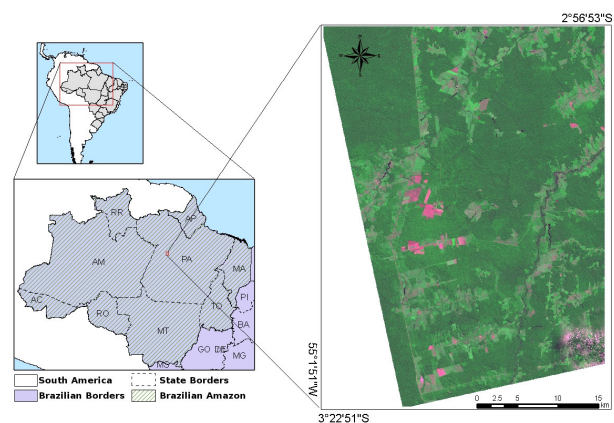 2°56'53"S
RR
AP
AM
PA
MA
AC
RO
TO
PI
MT
BA
GO
DF
MG
MS
55°1'51"W
3°22'51"S
0 2.5 5 10 15
km
South America
State Borders
Brazilian Borders
Brazilian Amazon